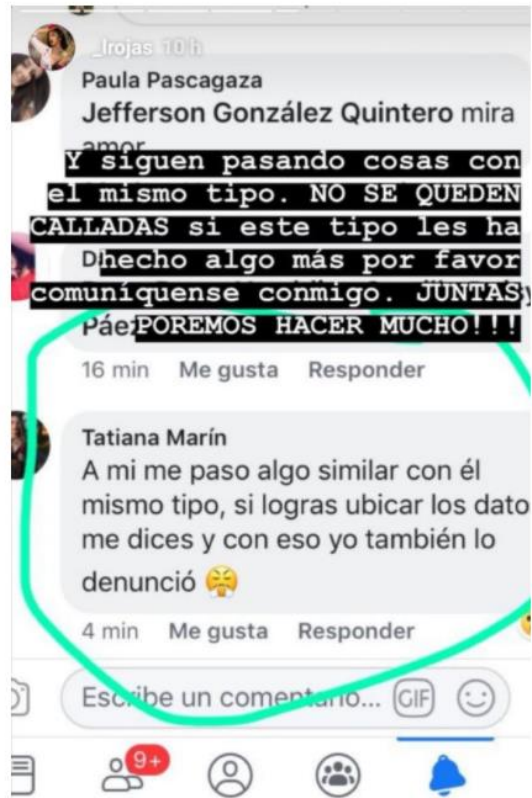 _lrojas 10 h
Paula Pascagaza
Jefferson González Quintero mira
amor
Y siguen pasando cosas con
el mismo tipo. NO SE QUEDEN
CALLADAS si este tipo les ha
hecho algo más por favor
comuníquense conmigo. JUNTAS
Páez POREMOS HACER MUCHO!!!
16 min Me gusta Responder
Tatiana Marín
A mi me paso algo similar con él
mismo tipo, si logras ubicar los dato
me dices y con eso yo también lo
denunció
4 min Me gusta Responder
Escribe un comentario... GIF
9+